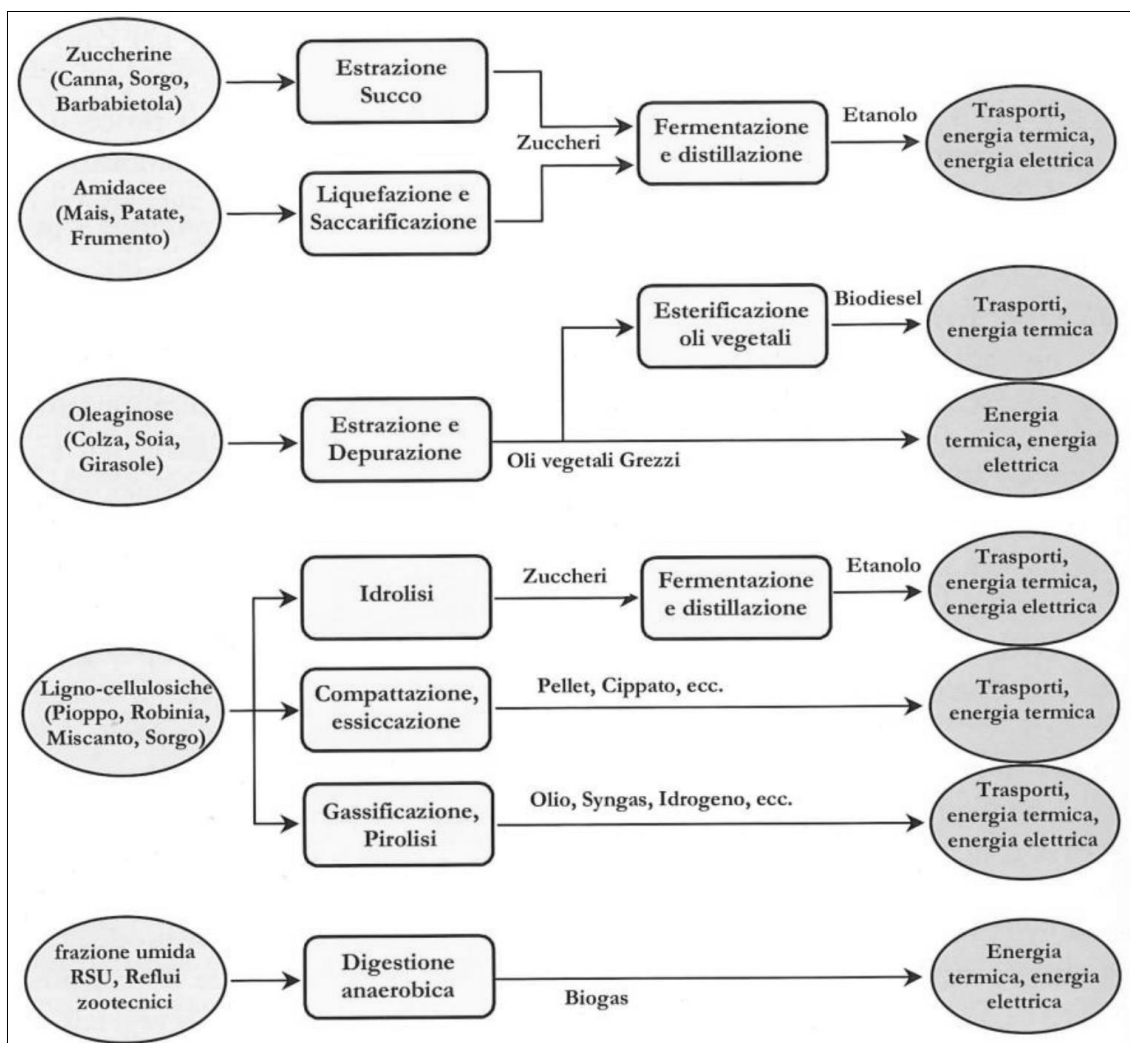 Zuccherine
(Canna, Sorgo,
Barbabietola)
Estrazione
Succo
Amidacee
(Mais, Patate,
Frumento)
Liquefazione e
Saccarificazione
Zuccheri
Fermentazione
e distillazione
Etanolo
Trasporti,
energia termica,
energia elettrica
Oleaginose
(Colza, Soia,
Girasole)
Estrazione e
Depurazione
Oli vegetali Grezzi
Esterificazione
oli vegetali
Biodiesel
Trasporti,
energia termica
Energia
termica, energia
elettrica
Ligno-cellulosiche
(Pioppo, Robinia,
Miscanto, Sorgo)
Idrolisi
Zuccheri
Fermentazione
e distillazione
Etanolo
Trasporti,
energia termica,
energia elettrica
Compattazione,
essiccazione
Pellet, Cippato, ecc.
Trasporti,
energia termica
Gassificazione,
Pirolisi
Olio, Syngas, Idrogeno, ecc.
Trasporti,
energia termica,
energia elettrica
frazione umida
RSU, Reflui
zootecnici
Digestione
anaerobica
Biogas
Energia
termica, energia
elettrica